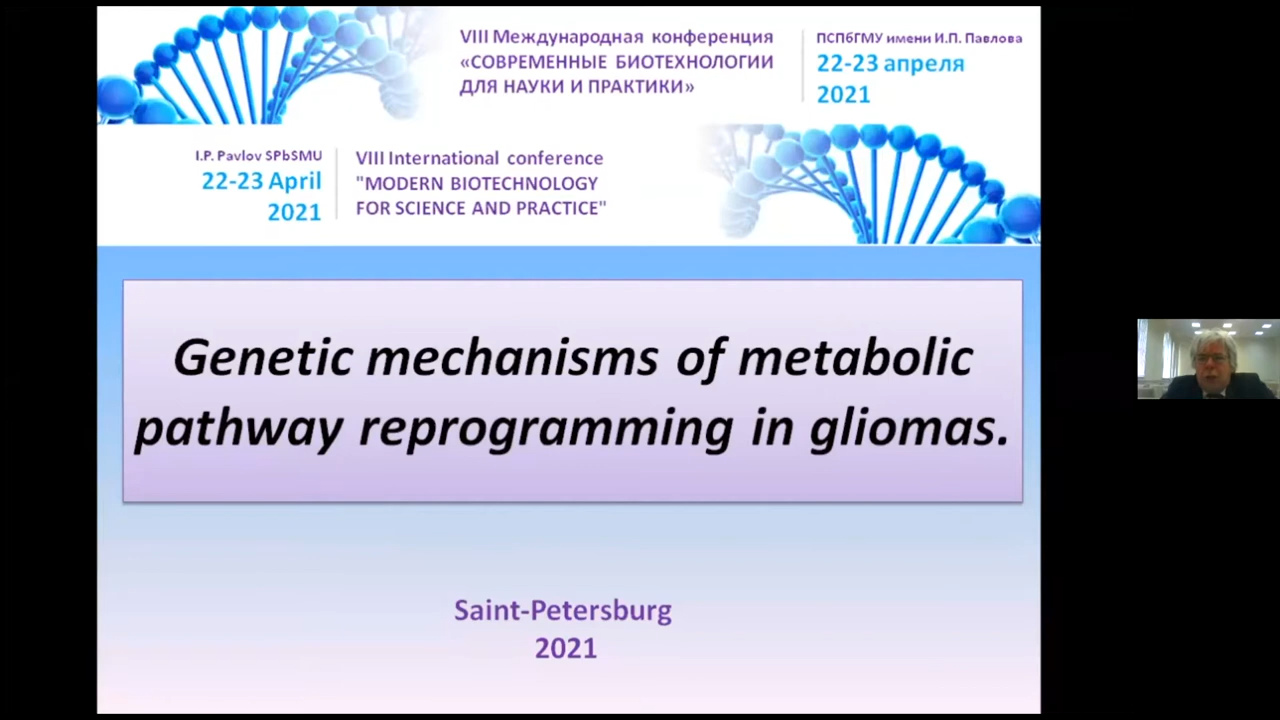 VIII Международная конференция
«СОВРЕМЕННЫЕ БИОТЕХНОЛОГИИ
ДЛЯ НАУКИ И ПРАКТИКИ»
ПСПбГМУ имени И.П. Павлова
22-23 апреля
2021
I.P. Pavlov SPbSMU
22-23 April
2021
VIII International conference
"MODERN BIOTECHNOLOGY
FOR SCIENCE AND PRACTICE"
Genetic mechanisms of metabolic
pathway reprogramming in gliomas.
Saint-Petersburg
2021